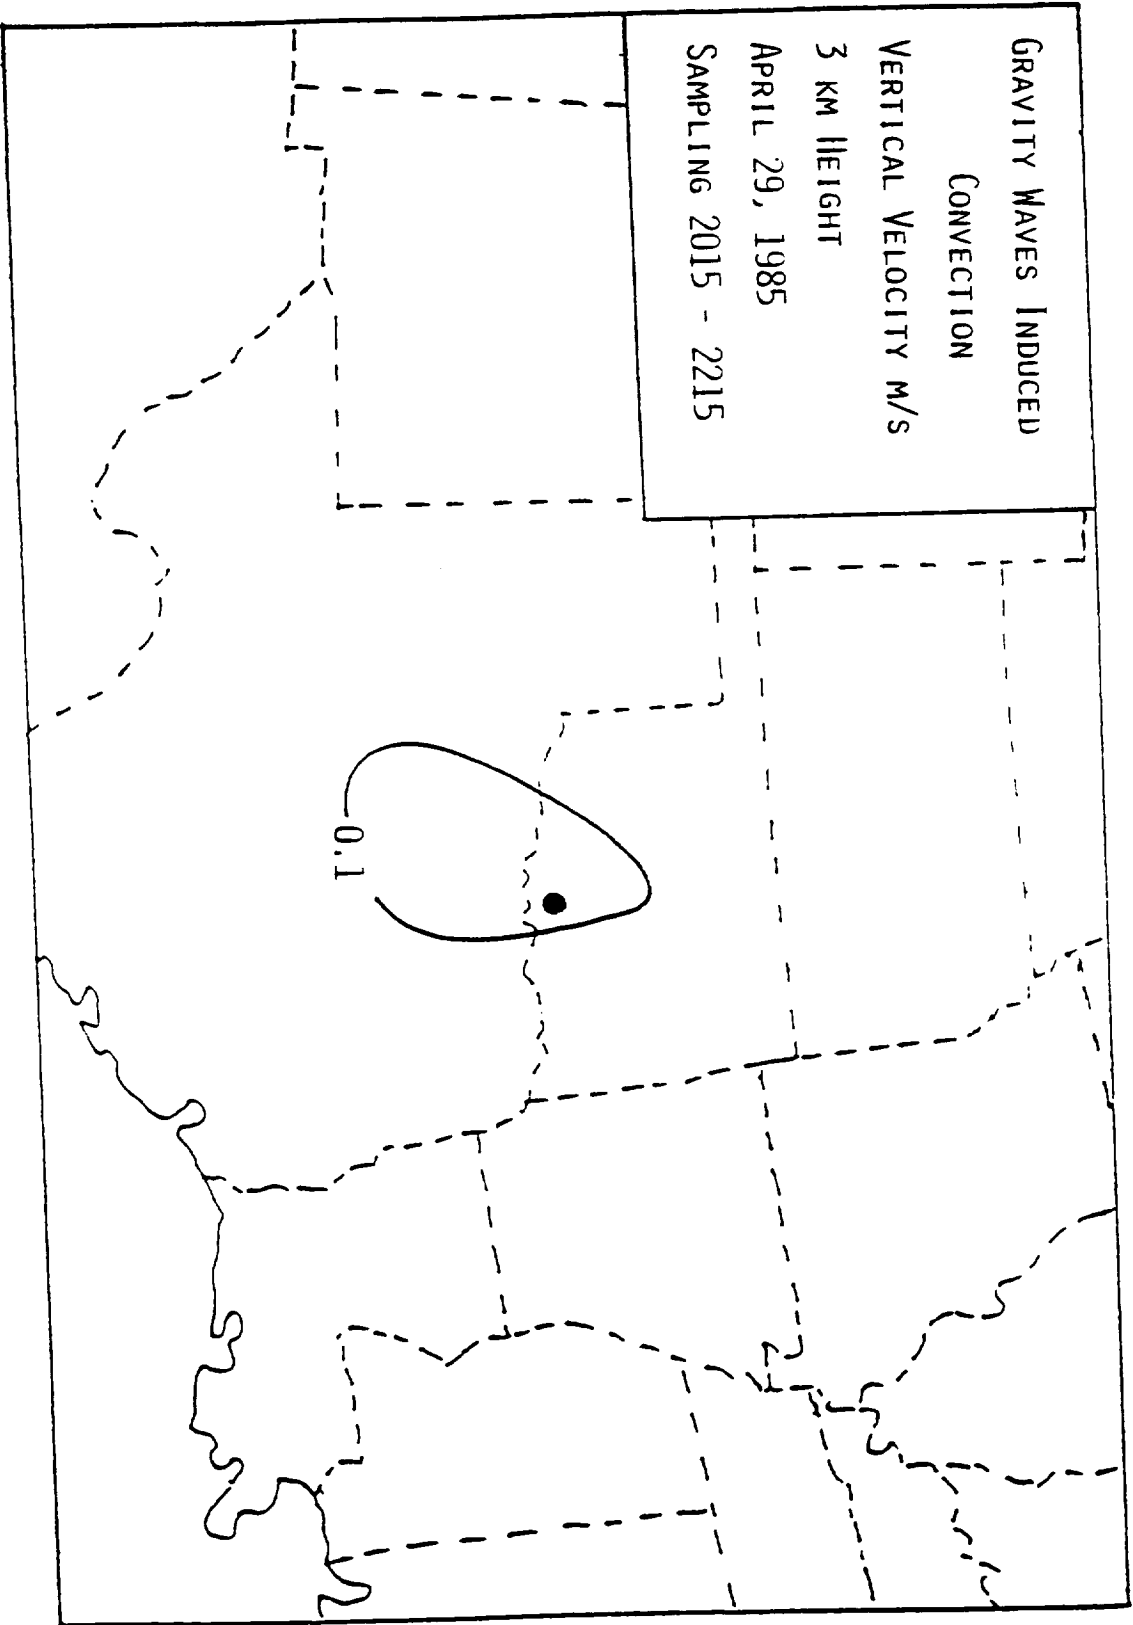 GRAVITY WAVES INDUCED
CONVECTION
VERTICAL VELOCITY M/S
3 KM HEIGHT
APRIL 29, 1985
SAMPLING 2015 - 2215
0.1